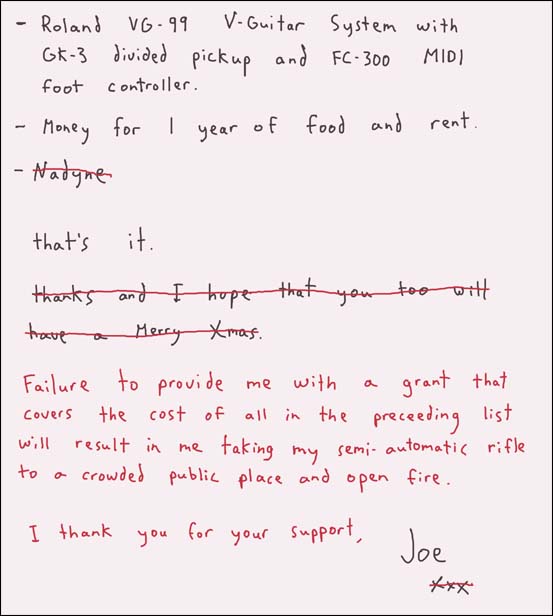 - Roland VG-99 V-Guitar System with
GK-3 divided pickup and FC-300 MIDI
foot controller.
- Money for 1 year of food and rent.
- Nadyne
that's it.
thanks and I hope that you too will
have a Merry Xmas.
Failure to provide me with a grant that
covers the cost of all in the preceeding list
will result in me taking my semi-automatic rifle
to a crowded public place and open fire.
I thank you for your support,
Joe
xxx